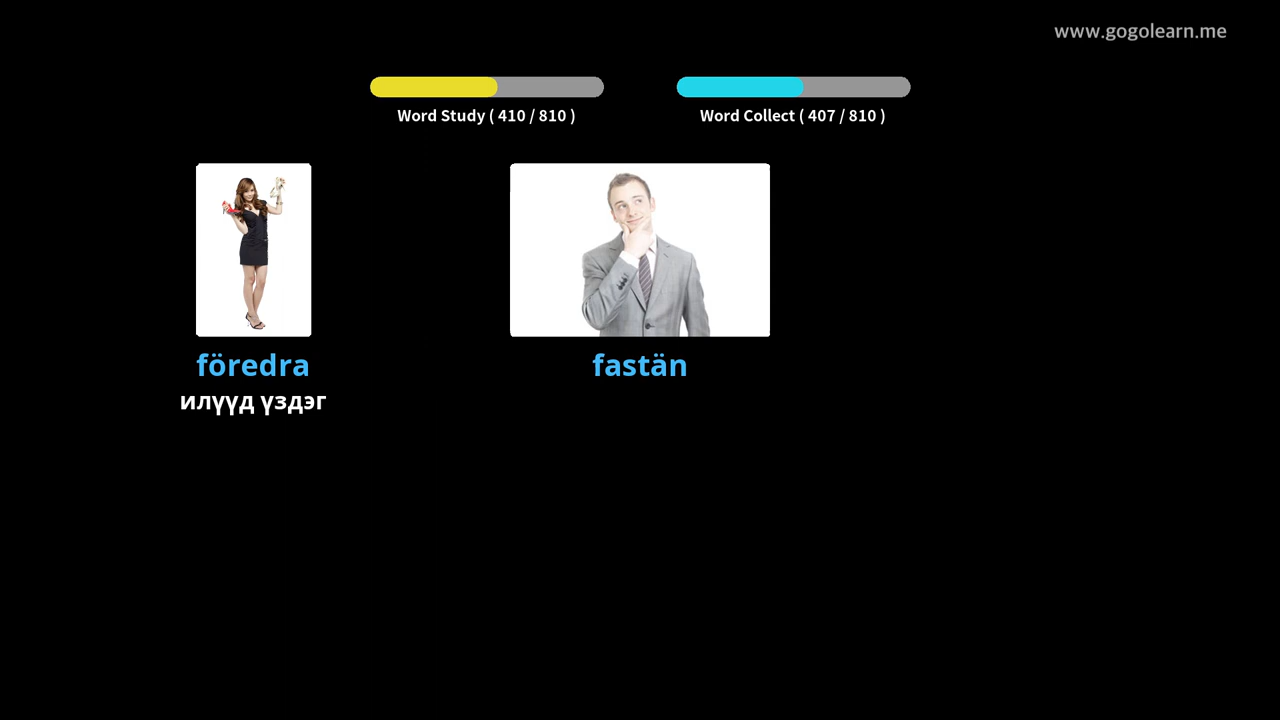 www.gogolearn.me
Word Study ( 410 / 810 )
Word Collect ( 407 / 810 )
föredra
fastän
илүүд үздэг